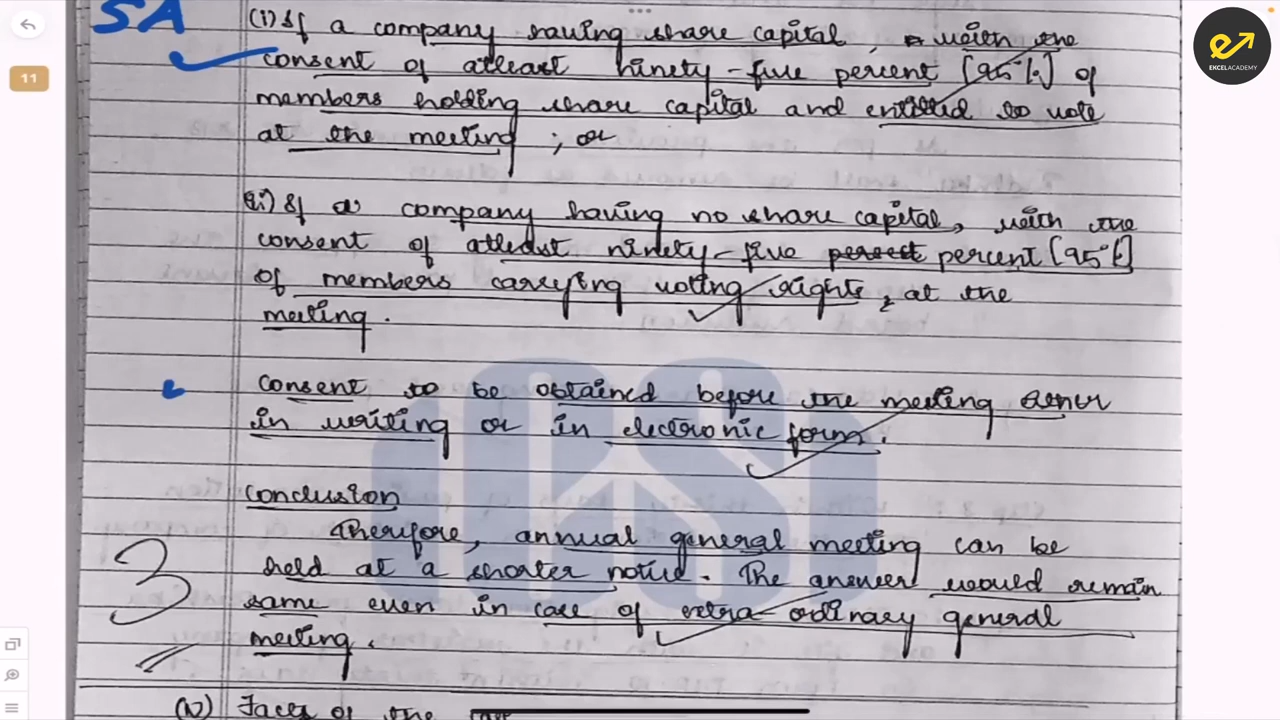 SA
(i) If a company having share capital, with the
consent of atleast ninety-five percent [95%] of
members holding share capital and entitled to vote
at the meeting ; or
(ii) If a company having no share capital, with the
consent of atleast ninety-five percent [95%]
of members carrying voting rights, at the
meeting.
consent to be obtained before the meeting
in writing or in electronic form.
conclusion
Therefore, annual general meeting can be
held at a shorter notice. The answer would remain
same even in case of extra-ordinary general
meeting.
3
11
EKCEL ACADEMY
ICSI
(iv) Facts of the